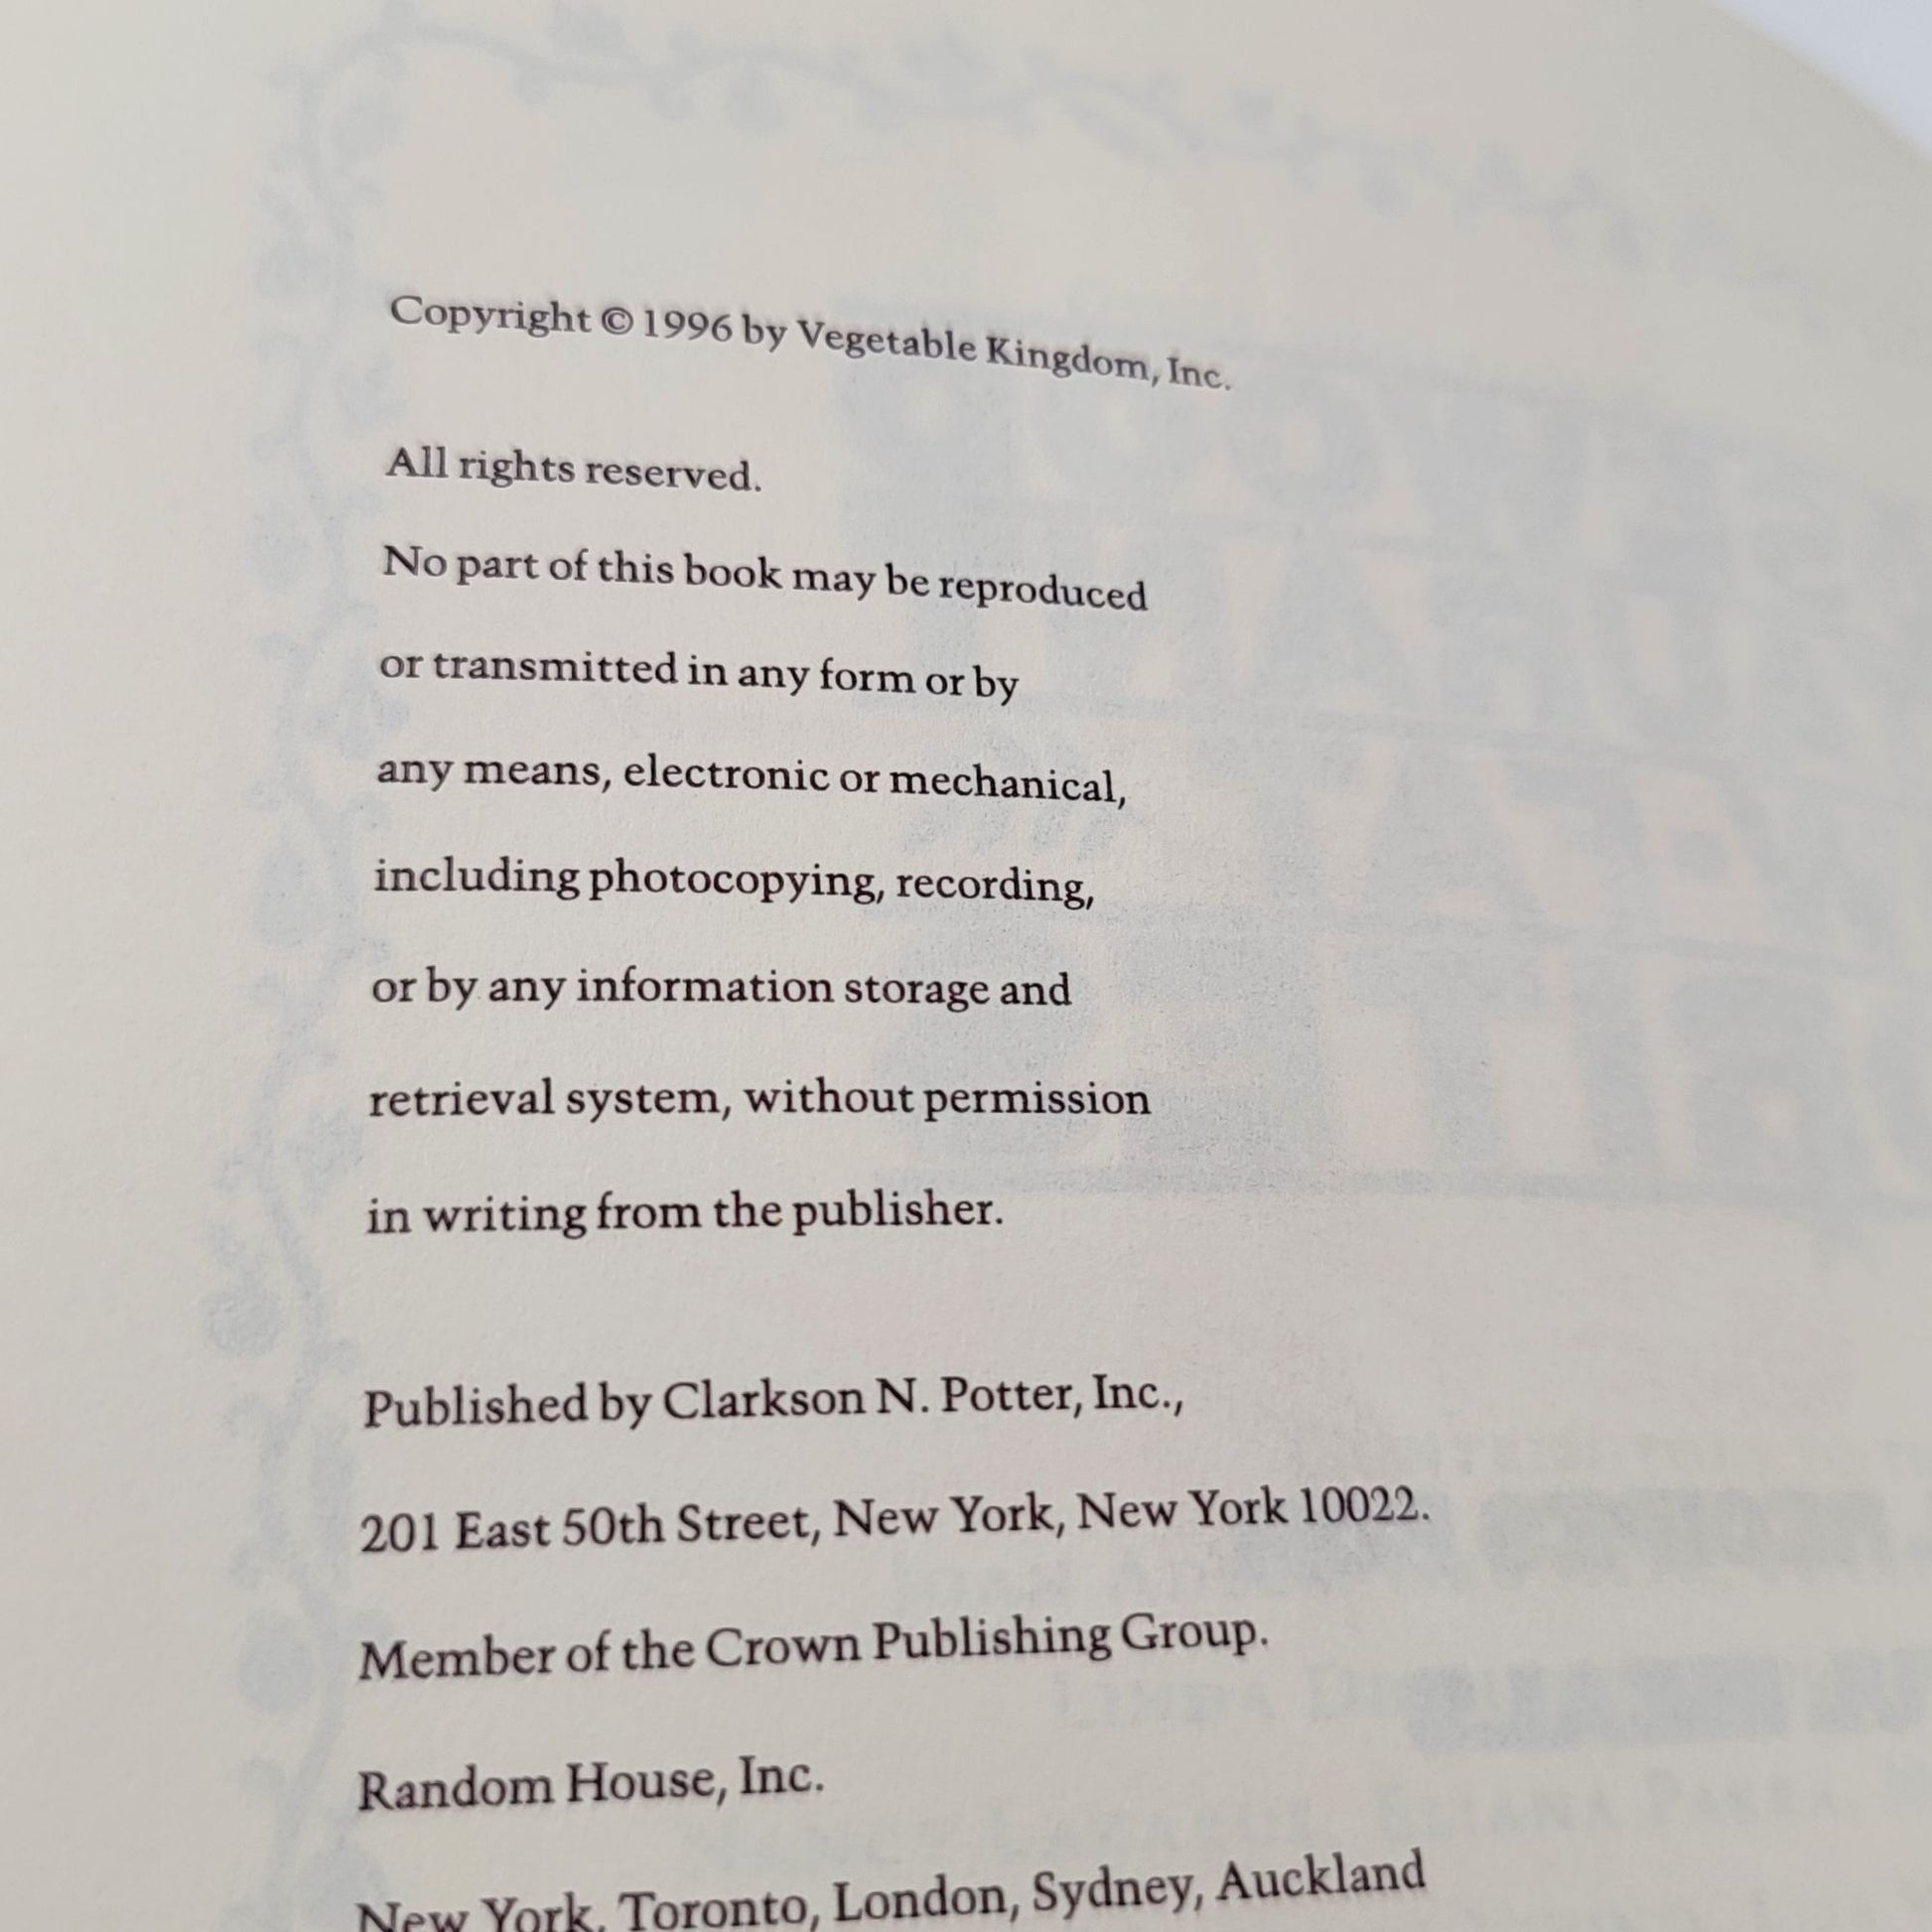 Copyright © 1996 by Vegetable Kingdom, Inc.
All rights reserved.
No part of this book may be reproduced
or transmitted in any form or by
any means, electronic or mechanical,
including photocopying, recording,
or by any information storage and
retrieval system, without permission
in writing from the publisher.
Published by Clarkson N. Potter, Inc.,
201 East 50th Street, New York, New York 10022.
Member of the Crown Publishing Group.
Random House, Inc.
New York, Toronto, London, Sydney, Auckland